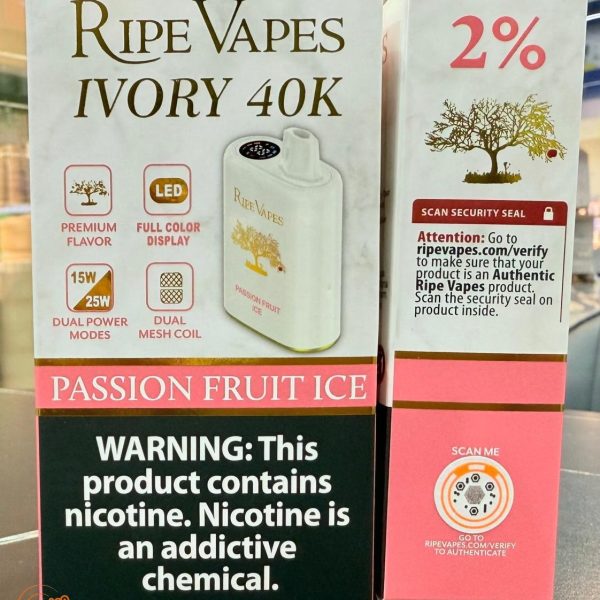 RIPE VAPES
IVORY 40K
PREMIUM
FLAVOR
LED
FULL COLOR
DISPLAY
15W
25W
DUAL POWER
MODES
DUAL
MESH COIL
RIPE VAPES
PASSION FRUIT
ICE
PASSION FRUIT ICE
WARNING: This
product contains
nicotine. Nicotine is
an addictive
chemical.
2%
SCAN SECURITY SEAL
Attention: Go to
ripevapes.com/verify
to make sure that your
product is an Authentic
Ripe Vapes product.
Scan the security seal on
product inside.
SCAN ME
GO TO
RIPEVAPES.COM/VERIFY
TO AUTHENTICATE